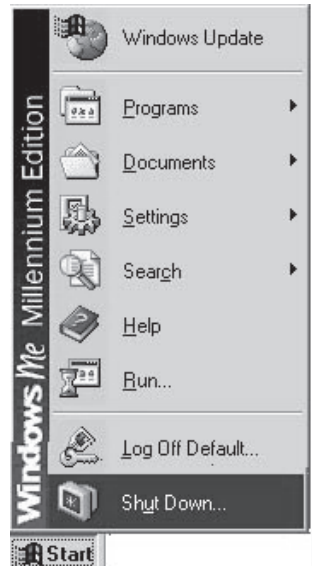 Windows Update
Programs
Documents
Settings
Search
Help
Run...
Log Off Default...
Shut Down...
Windows Me Millennium Edition
Start